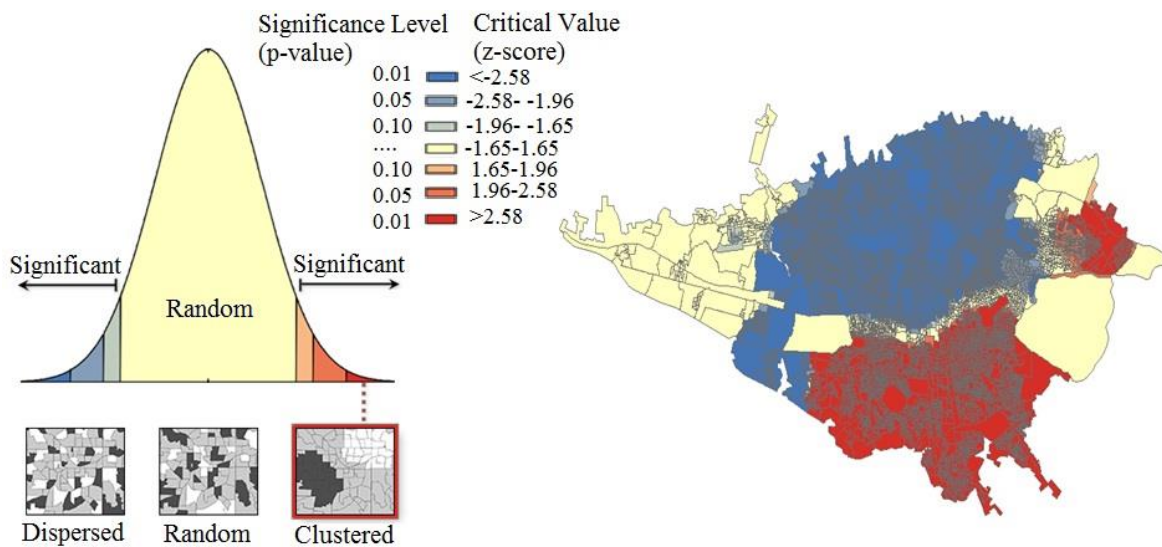 Significance Level Critical Value
(p-value) (z-score)
0.01 <-2.58
0.05 -2.58- -1.96
0.10 -1.96- -1.65
.... -1.65-1.65
0.10 1.65-1.96
0.05 1.96-2.58
0.01 >2.58
Significant Significant
Random
Dispersed Random Clustered